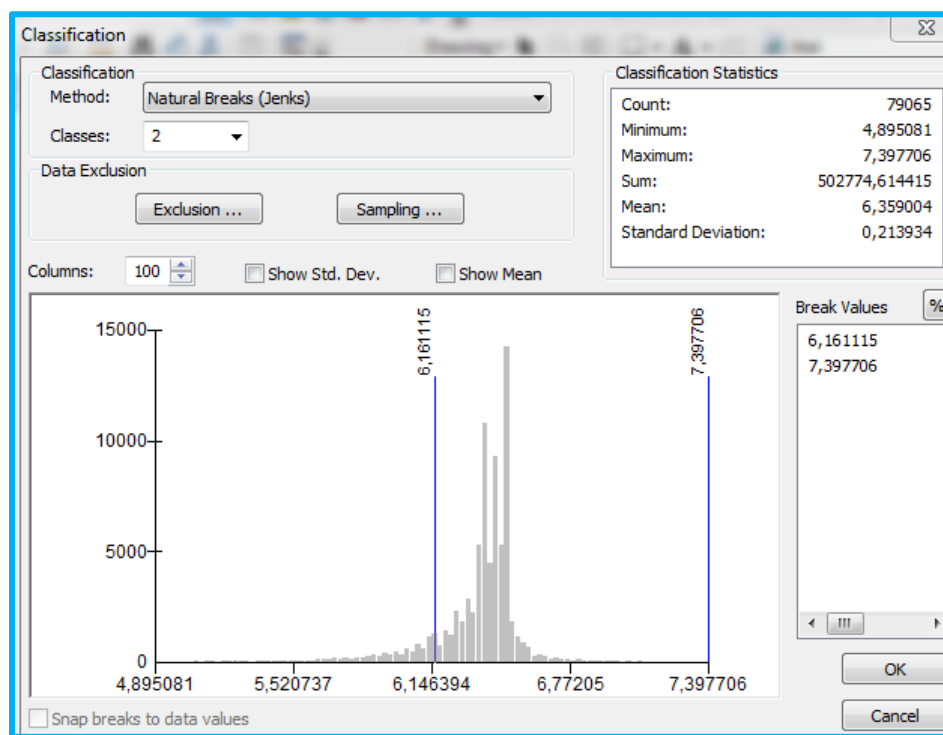 Classification
Classification
Method: Natural Breaks (Jenks)
Classes: 2
Data Exclusion
Exclusion ...
Sampling ...
Classification Statistics
Count: 79065
Minimum: 4,895081
Maximum: 7,397706
Sum: 502774,614415
Mean: 6,359004
Standard Deviation: 0,213934
Columns: 100 Show Std. Dev. Show Mean
Break Values %
6,161115
7,397706
6,161115
7,397706
15000
10000
5000
0
4,895081 5,520737 6,146394 6,77205 7,397706
OK
Snap breaks to data values
Cancel